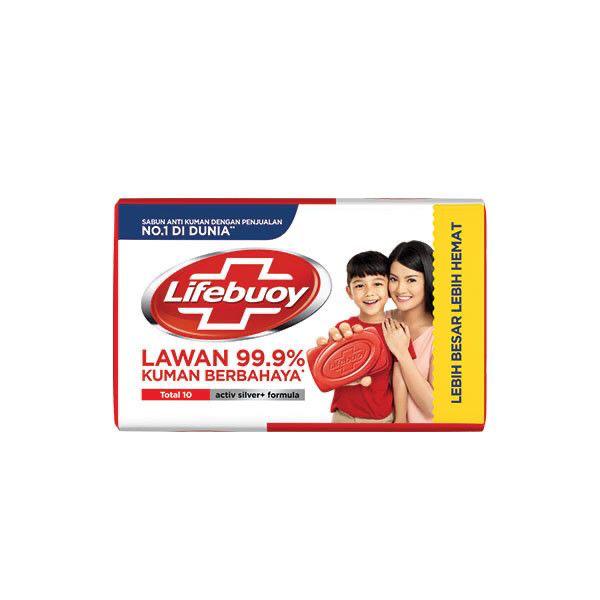 SABUN ANTI KUMAN DENGAN PENJUALAN
NO.1 DI DUNIA**
Lifebuoy
LAWAN 99.9%
KUMAN BERBAHAYA*
Total 10 activ silver+ formula
Lifebuoy
LEBIH BESAR LEBIH HEMAT